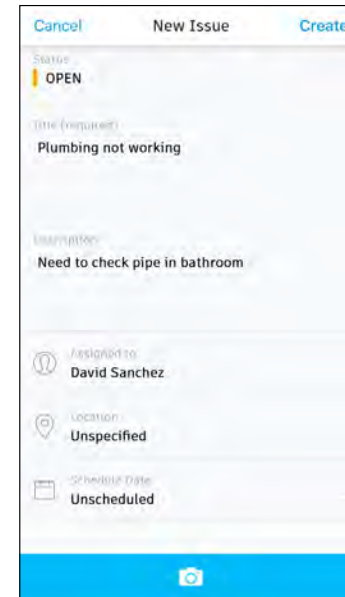 Cancel New Issue Create
Status
OPEN
Title (required)
Plumbing not working
Description
Need to check pipe in bathroom
Assigned to
David Sanchez
Location
Unspecified
Schedule Date
Unscheduled